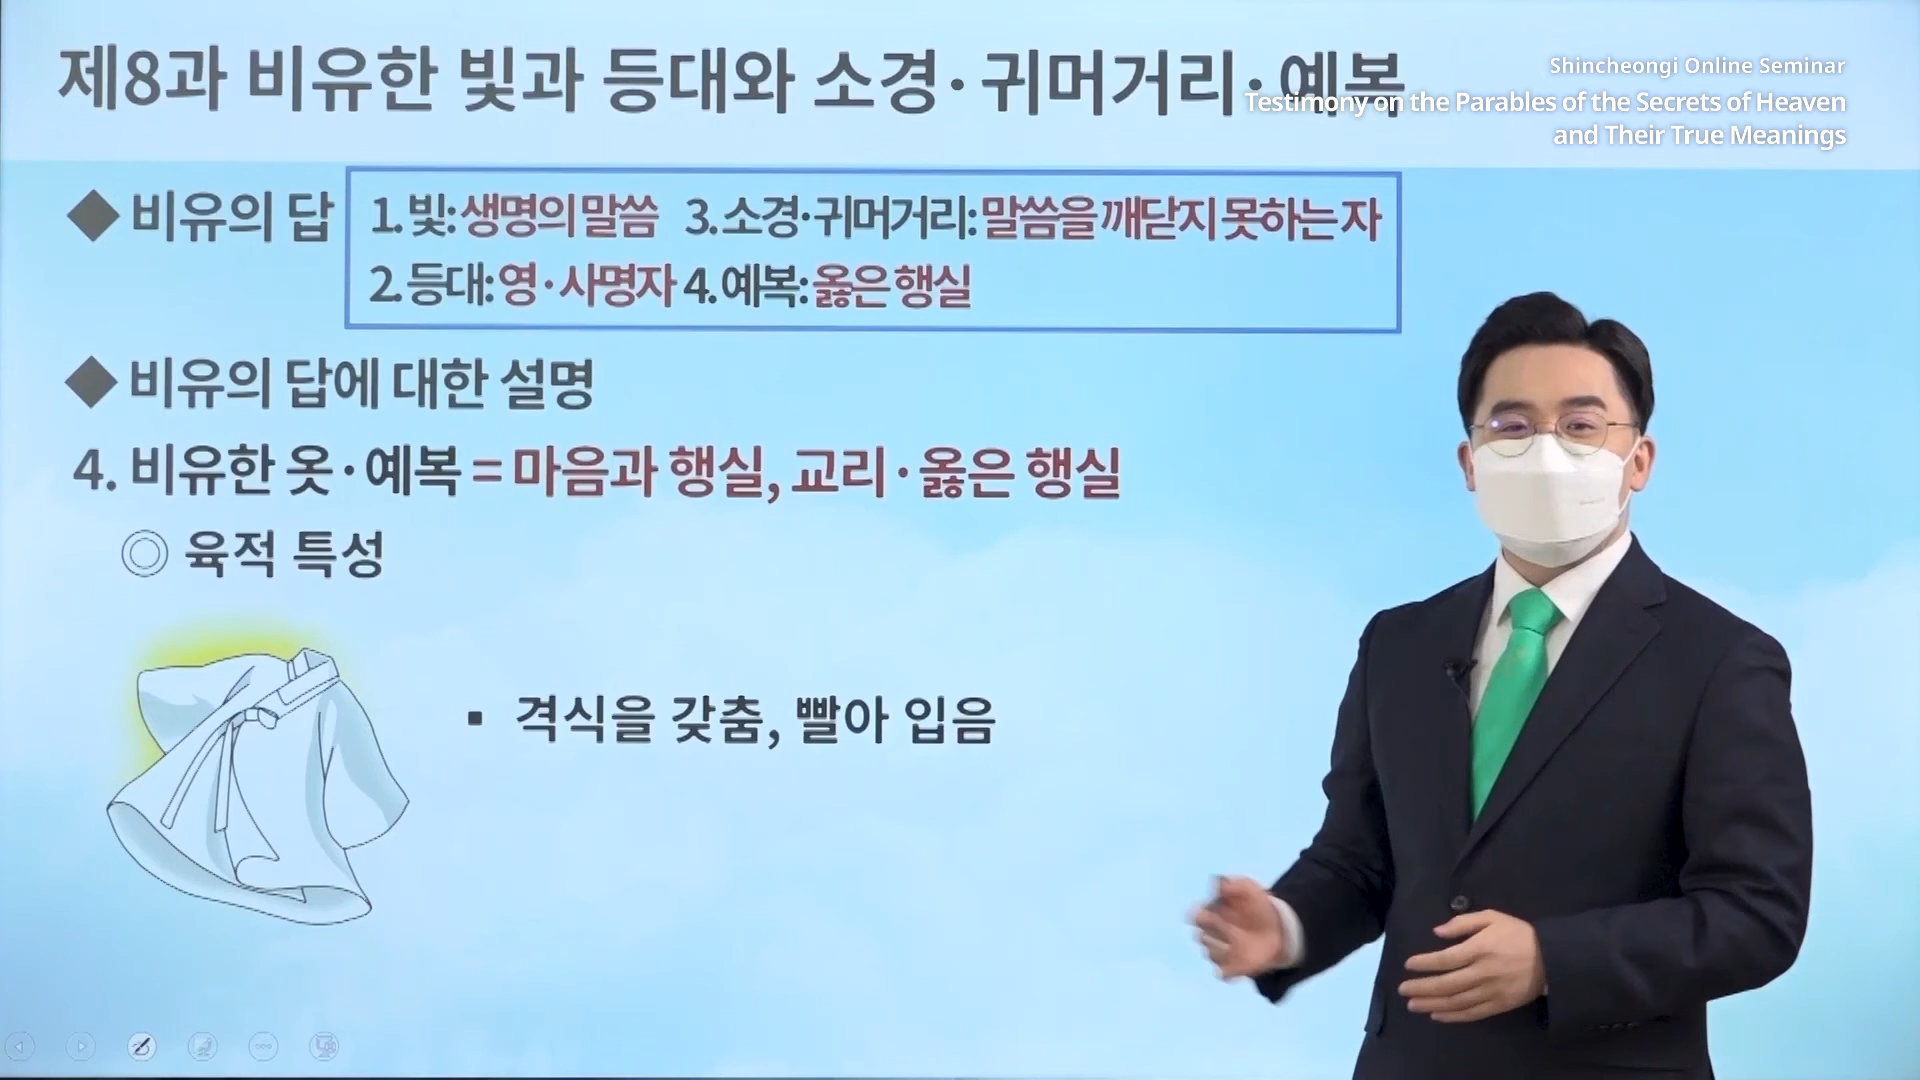 제8과 비유한 빛과 등대와 소경·귀머거리·예복
Shincheongi Online Seminar
Testimony on the Parables of the Secrets of Heaven
and Their True Meanings
◆ 비유의 답
1. 빛: 생명의 말씀 3. 소경·귀머거리: 말씀을 깨닫지 못하는 자
2. 등대: 영·사명자 4. 예복: 옳은 행실
◆ 비유의 답에 대한 설명
4. 비유한 옷·예복 = 마음과 행실, 교리·옳은 행실
◎ 육적 특성
▪ 격식을 갖춤, 빨아 입음